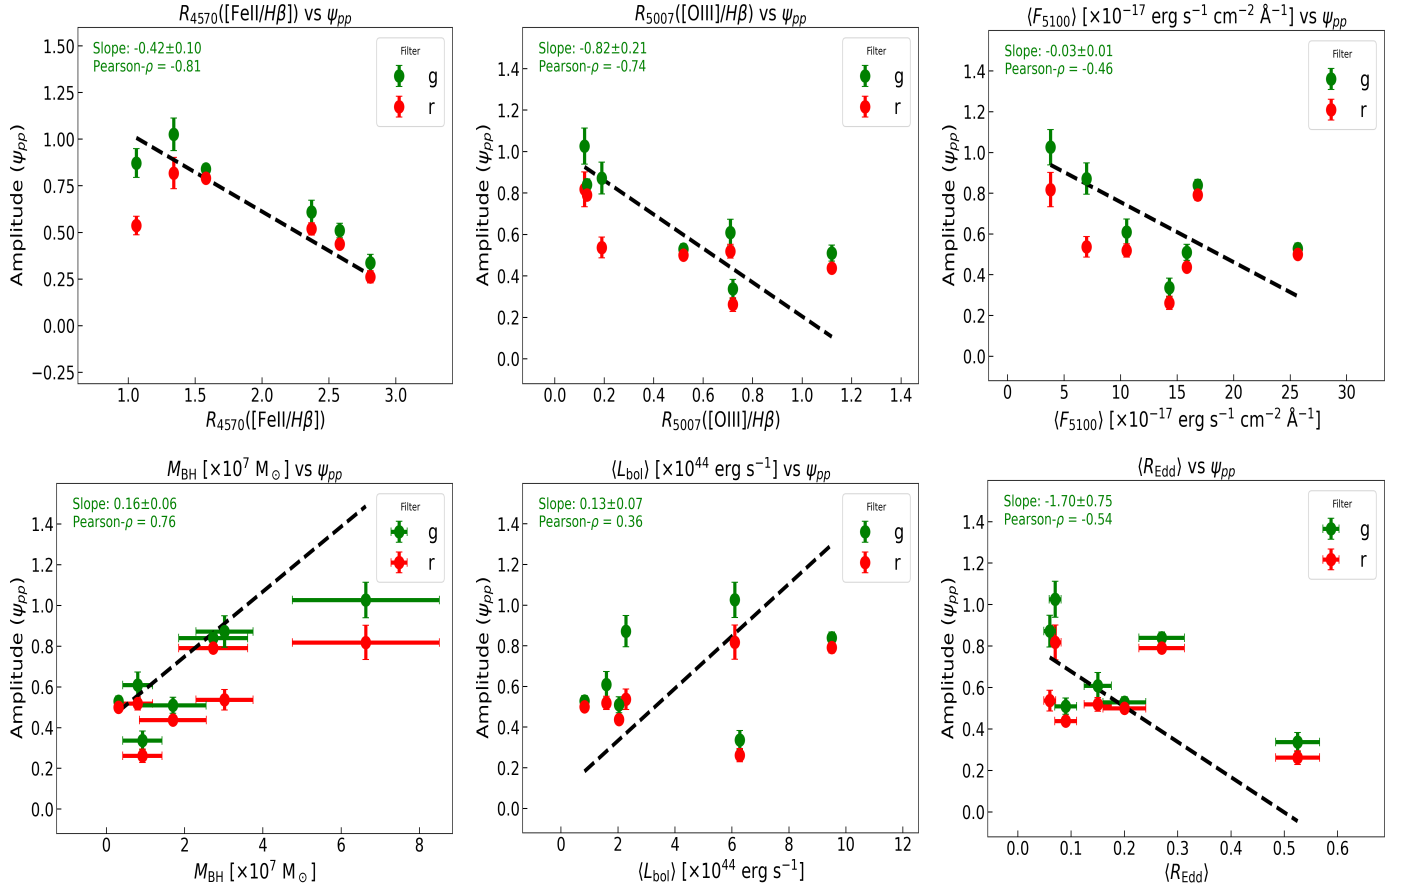 R4570([FeII/Hβ]) vs ψpp
Slope: -0.42±0.10
Pearson-ρ = -0.81
Filter
g
r
Amplitude (ψpp)
1.50
1.25
1.00
0.75
0.50
0.25
0.00
−0.25
1.0 1.5 2.0 2.5 3.0
R4570([FeII/Hβ])
R5007([OIII]/Hβ) vs ψpp
Slope: -0.82±0.21
Pearson-ρ = -0.74
Filter
g
r
Amplitude (ψpp)
1.4
1.2
1.0
0.8
0.6
0.4
0.2
0.0
0.0 0.2 0.4 0.6 0.8 1.0 1.2 1.4
R5007([OIII]/Hβ)
⟨F5100⟩ [×10−17 erg s−1 cm−2 Å−1] vs ψpp
Slope: -0.03±0.01
Pearson-ρ = -0.46
Filter
g
r
Amplitude (ψpp)
1.4
1.2
1.0
0.8
0.6
0.4
0.2
0.0
0 5 10 15 20 25 30
⟨F5100⟩ [×10−17 erg s−1 cm−2 Å−1]
MBH [×107 M⊙] vs ψpp
Slope: 0.16±0.06
Pearson-ρ = 0.76
Filter
g
r
Amplitude (ψpp)
1.4
1.2
1.0
0.8
0.6
0.4
0.2
0.0
0 2 4 6 8
MBH [×107 M⊙]
⟨Lbol⟩ [×1044 erg s−1] vs ψpp
Slope: 0.13±0.07
Pearson-ρ = 0.36
Filter
g
r
Amplitude (ψpp)
1.4
1.2
1.0
0.8
0.6
0.4
0.2
0.0
0 2 4 6 8 10 12
⟨Lbol⟩ [×1044 erg s−1]
⟨REdd⟩ vs ψpp
Slope: -1.70±0.75
Pearson-ρ = -0.54
Filter
g
r
Amplitude (ψpp)
1.4
1.2
1.0
0.8
0.6
0.4
0.2
0.0
0.0 0.1 0.2 0.3 0.4 0.5 0.6
⟨REdd⟩